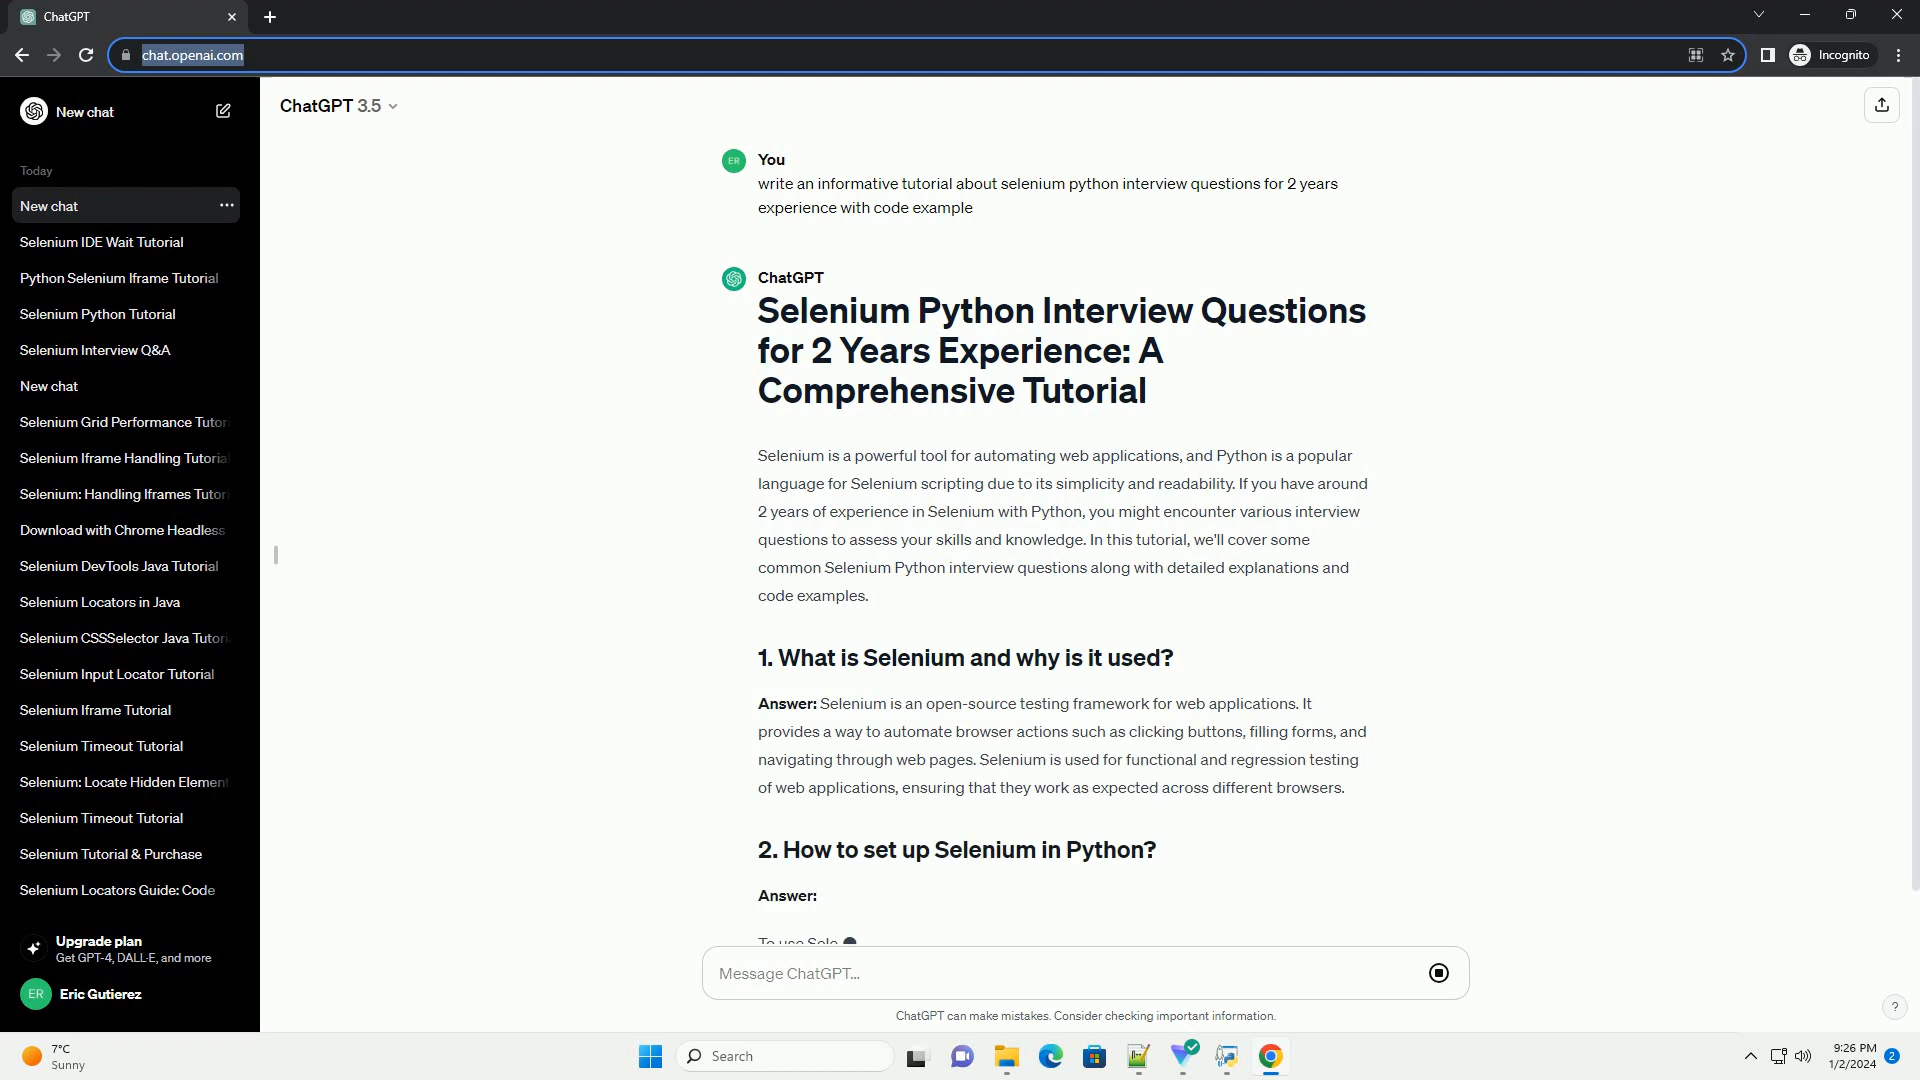 ChatGPT
chat.openai.com
Incognito
New chat
Today
New chat
Selenium IDE Wait Tutorial
Python Selenium Iframe Tutorial
Selenium Python Tutorial
Selenium Interview Q&A
New chat
Selenium Grid Performance Tutori
Selenium Iframe Handling Tutorial
Selenium: Handling Iframes Tutori
Download with Chrome Headless
Selenium DevTools Java Tutorial
Selenium Locators in Java
Selenium CSSSelector Java Tutori
Selenium Input Locator Tutorial
Selenium Iframe Tutorial
Selenium Timeout Tutorial
Selenium: Locate Hidden Element
Selenium Timeout Tutorial
Selenium Tutorial & Purchase
Selenium Locators Guide: Code
Upgrade plan
Get GPT-4, DALL·E, and more
ER
Eric Gutierez
ChatGPT 3.5
ER
You
write an informative tutorial about selenium python interview questions for 2 years
experience with code example
ChatGPT
Selenium Python Interview Questions
for 2 Years Experience: A
Comprehensive Tutorial
Selenium is a powerful tool for automating web applications, and Python is a popular
language for Selenium scripting due to its simplicity and readability. If you have around
2 years of experience in Selenium with Python, you might encounter various interview
questions to assess your skills and knowledge. In this tutorial, we'll cover some
common Selenium Python interview questions along with detailed explanations and
code examples.
1. What is Selenium and why is it used?
Answer: Selenium is an open-source testing framework for web applications. It
provides a way to automate browser actions such as clicking buttons, filling forms, and
navigating through web pages. Selenium is used for functional and regression testing
of web applications, ensuring that they work as expected across different browsers.
2. How to set up Selenium in Python?
Answer:
To use Sele
Message ChatGPT...
ChatGPT can make mistakes. Consider checking important information.
?
7°C
Sunny
Search
9:26 PM
1/2/2024
2